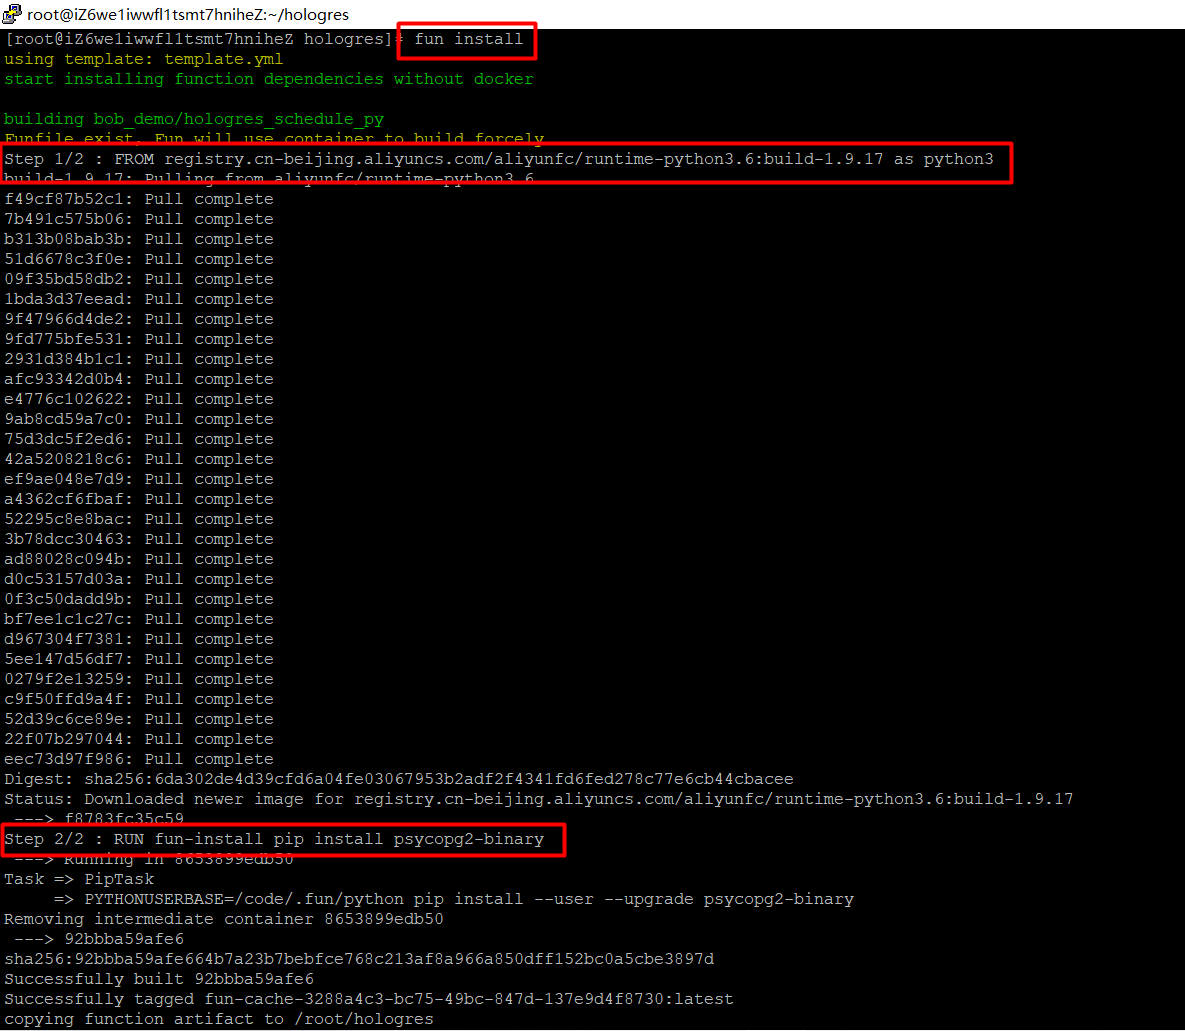 root@iZ6we1iwwfl1tsmt7hniheZ:~/hologres
[root@iZ6we1iwwfl1tsmt7hniheZ hologres]# fun install
using template: template.yml
start installing function dependencies without docker
building bob_demo/hologres_schedule_py
Funfile exist, Fun will use container to build forcely
Step 1/2 : FROM registry.cn-beijing.aliyuncs.com/aliyunfc/runtime-python3.6:build-1.9.17 as python3
build-1.9.17: Pulling from aliyunfc/runtime-python3.6
f49cf87b52c1: Pull complete
7b491c575b06: Pull complete
b313b08bab3b: Pull complete
51d6678c3f0e: Pull complete
09f35bd58db2: Pull complete
1bda3d37eead: Pull complete
9f47966d4de2: Pull complete
9fd775bfe531: Pull complete
2931d384b1c1: Pull complete
afc93342d0b4: Pull complete
e4776c102622: Pull complete
9ab8cd59a7c0: Pull complete
75d3dc5f2ed6: Pull complete
42a5208218c6: Pull complete
ef9ae048e7d9: Pull complete
a4362cf6fbaf: Pull complete
52295c8e8bac: Pull complete
3b78dcc30463: Pull complete
ad88028c094b: Pull complete
d0c53157d03a: Pull complete
0f3c50dadd9b: Pull complete
bf7ee1c1c27c: Pull complete
d967304f7381: Pull complete
5ee147d56df7: Pull complete
0279f2e13259: Pull complete
c9f50ffd9a4f: Pull complete
52d39c6ce89e: Pull complete
22f07b297044: Pull complete
eec73d97f986: Pull complete
Digest: sha256:6da302de4d39cfd6a04fe03067953b2adf2f4341fd6fed278c77e6cb44cbacee
Status: Downloaded newer image for registry.cn-beijing.aliyuncs.com/aliyunfc/runtime-python3.6:build-1.9.17
---> f8783fc35c59
Step 2/2 : RUN fun-install pip install psycopg2-binary
---> Running in 8653899edb50
Task => PipTask
=> PYTHONUSERBASE=/code/.fun/python pip install --user --upgrade psycopg2-binary
Removing intermediate container 8653899edb50
---> 92bbba59afe6
sha256:92bbba59afe664b7a23b7bebfce768c213af8a966a850dff152bc0a5cbe3897d
Successfully built 92bbba59afe6
Successfully tagged fun-cache-3288a4c3-bc75-49bc-847d-137e9d4f8730:latest
copying function artifact to /root/hologres